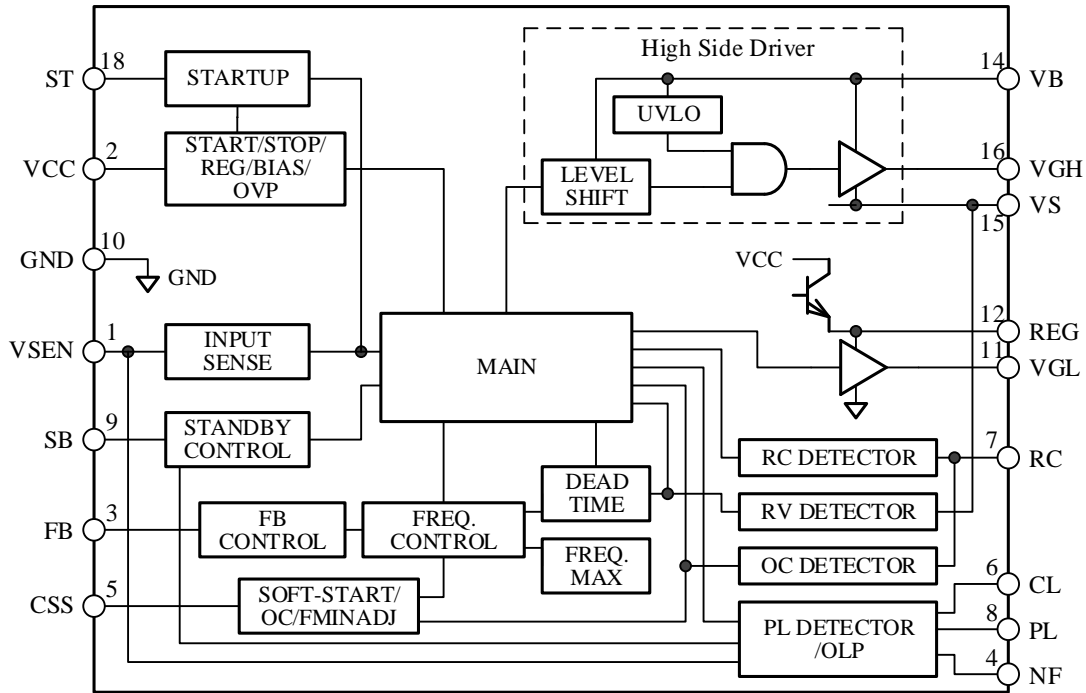 High Side Driver
18
ST
STARTUP
14
VB
UVLO
2
VCC
START/STOP/
REG/BIAS/
OVP
16
VGH
LEVEL
SHIFT
VS
15
10
GND
GND
VCC
12
REG
1
VSEN
INPUT
SENSE
MAIN
11
VGL
9
SB
STANDBY
CONTROL
7
RC
RC DETECTOR
DEAD
TIME
RV DETECTOR
3
FB
FB
CONTROL
FREQ.
CONTROL
FREQ.
MAX
OC DETECTOR
6
CL
5
CSS
SOFT-START/
OC/FMINADJ
PL DETECTOR
/OLP
8
PL
4
NF